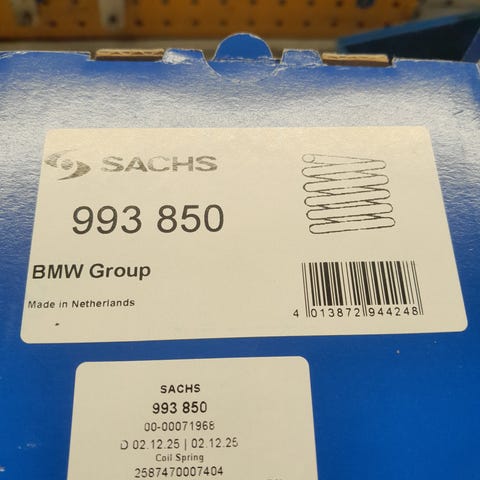 SACHS
993 850
BMW Group
Made in Netherlands
4 013872 944248
SACHS
993 850
00-00071968
D 02.12.25 | 02.12.25
Coil Spring
2587470007404